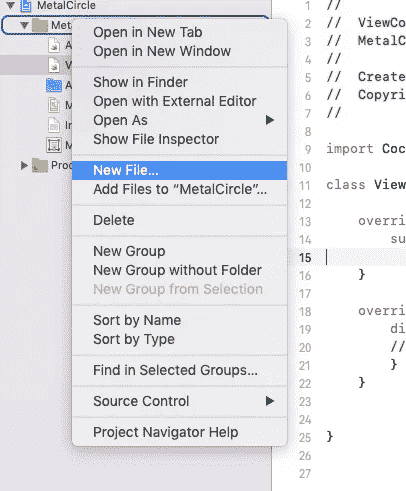 MetalCircle
Met
A
V
A
M
In
M
Proc
Open in New Tab
Open in New Window
Show in Finder
Open with External Editor
Open As
Show File Inspector
New File...
Add Files to “MetalCircle”...
Delete
New Group
New Group without Folder
New Group from Selection
Sort by Name
Sort by Type
Find in Selected Groups...
Source Control
Project Navigator Help
1 //
2 // ViewCo
3 // MetalC
4 //
5 // Create
6 // Copyri
7 //
8
9 import Coc
10
11 class View
12
13 overri
14 su
15
16 }
17
18 overri
20 di
21 //
22 }
23 }
24
25
26 }
27